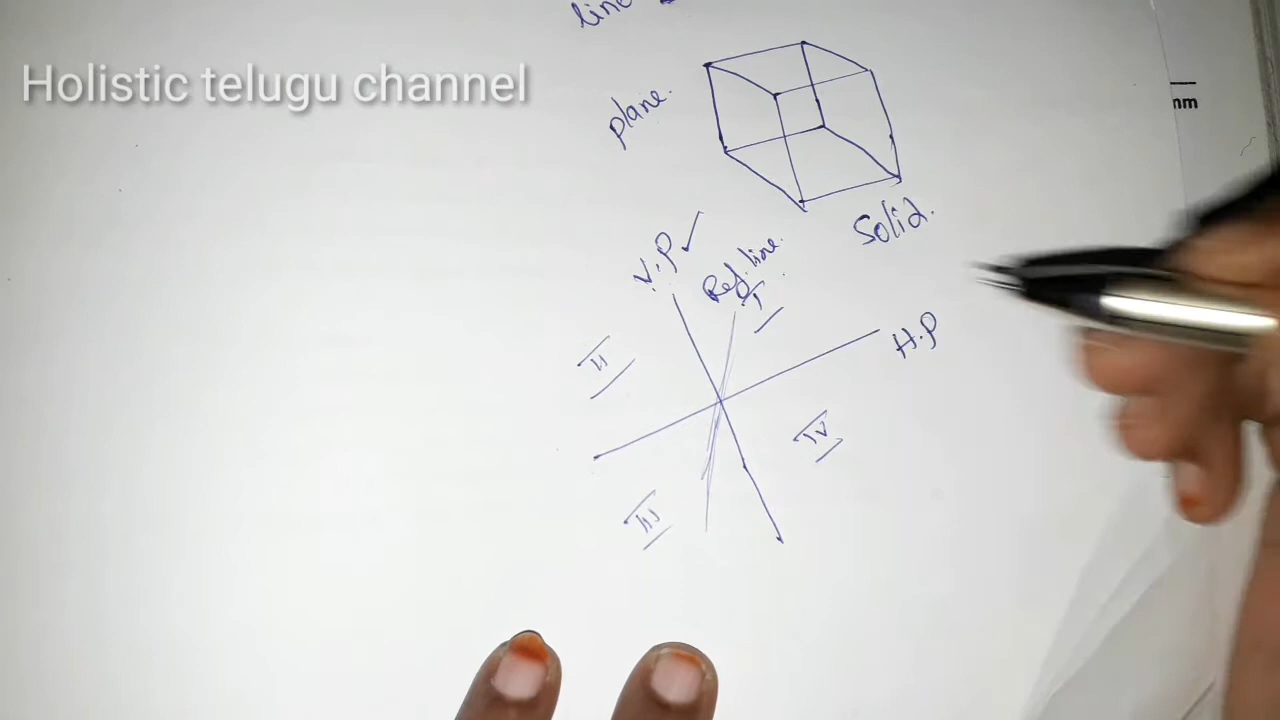 line
Holistic telugu channel
mm
plane.
Solid.
V.P ✓
Ref. line.
I
H.P
II
IV
III